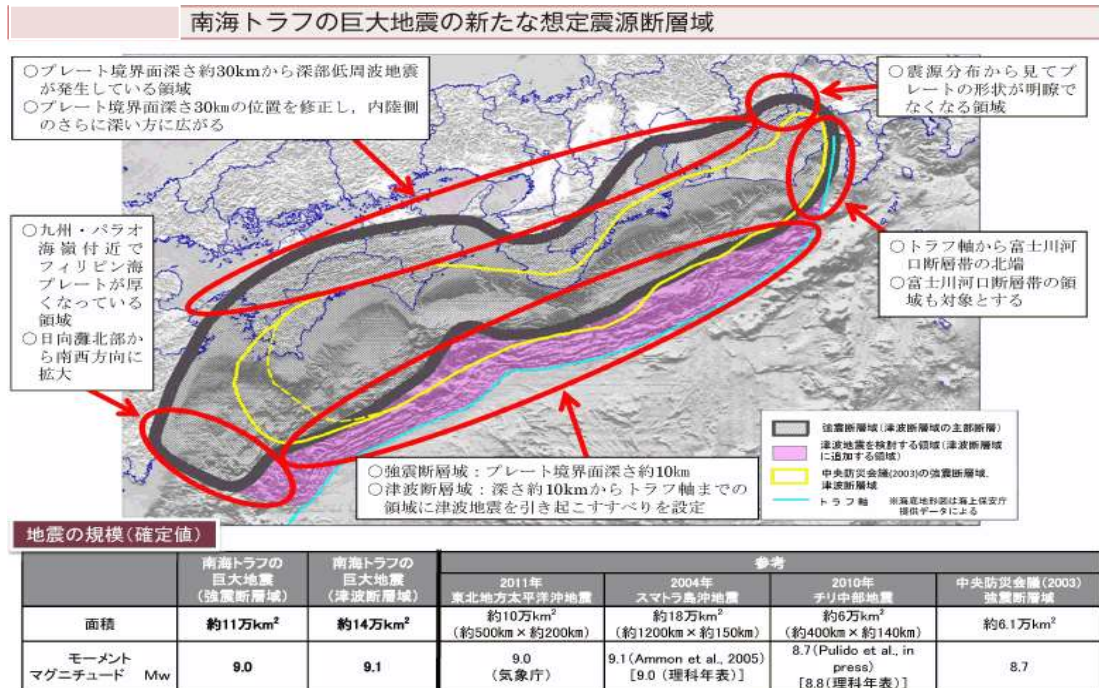 南海トラフの巨大地震の新たな想定震源断層域
○プレート境界面深さ約30kmから深部低周波地震
が発生している領域
○プレート境界面深さ30kmの位置を修正し，内陸側
のさらに深い方に広がる
○震源分布から見てプ
レートの形状が明瞭で
なくなる領域
○九州・パラオ
海嶺付近で
フィリピン海
プレートが厚
くなっている
領域
○日向灘北部か
ら南西方向に
拡大
○トラフ軸から富士川河
口断層帯の北端
○富士川河口断層帯の領
域も対象とする
○強震断層域：プレート境界面深さ約10km
○津波断層域：深さ約10kmからトラフ軸までの
領域に津波地震を引き起こすすべりを設定
強震断層域（津波断層域の主部断層）
津波地震を検討する領域（津波断層域
に追加する領域）
中央防災会議(2003)の強震断層域、
津波断層域
トラフ軸 ※海底地形図は海上保安庁
提供データによる
地震の規模（確定値）
南海トラフの
巨大地震
（強震断層域）
南海トラフの
巨大地震
（津波断層域）
参考
2011年
東北地方太平洋沖地震
2004年
スマトラ島沖地震
2010年
チリ中部地震
中央防災会議(2003)
強震断層域
面積
約11万km²
約14万km²
約10万km²
（約500km×約200km）
約18万km²
（約1200km×約150km）
約6万km²
（約400km×約140km）
約6.1万km²
モーメント
マグニチュード Mw
9.0
9.1
9.0
（気象庁）
9.1(Ammon et al., 2005)
[9.0 (理科年表)]
8.7(Pulido et al., in
press)
[8.8(理科年表)]
8.7